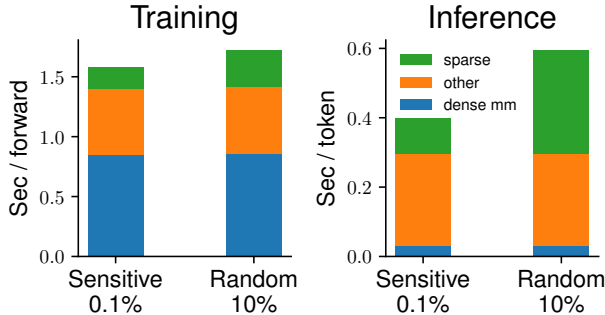 Training
Sec / forward
1.5
1.0
0.5
0.0
Sensitive
0.1%
Random
10%
Inference
Sec / token
0.6
0.4
0.2
0.0
sparse
other
dense mm
Sensitive
0.1%
Random
10%